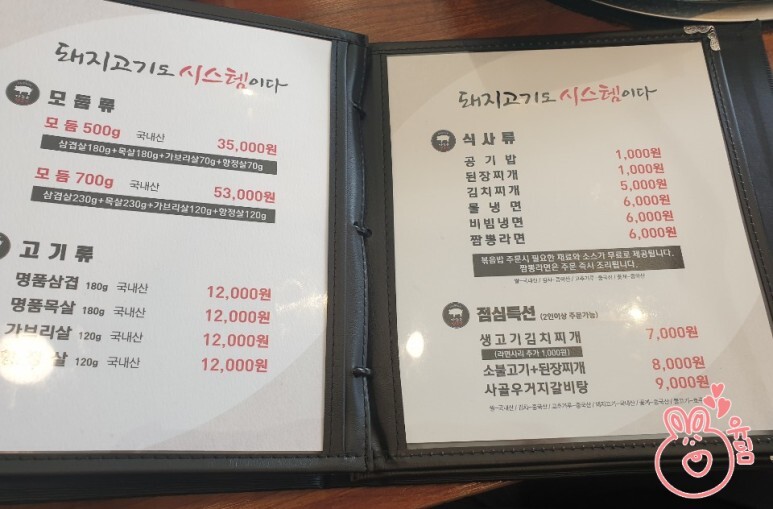 돼지고기도 시스템이다
모둠류
모둠 500g 국내산 35,000원
삼겹살180g+목살180g+가브리살70g+항정살70g
모둠 700g 국내산 53,000원
삼겹살230g+목살230g+가브리살120g+항정살120g
고기류
명품삼겹 180g 국내산 12,000원
명품목살 180g 국내산 12,000원
가브리살 120g 국내산 12,000원
살 120g 국내산 12,000원
돼지고기도 시스템이다
식사류
공기밥 1,000원
된장찌개 1,000원
김치찌개 5,000원
물냉면 6,000원
비빔냉면 6,000원
짬뽕라면 6,000원
볶음밥 주문시 필요한 재료와 소스가 무료로 제공됩니다.
짬뽕라면은 주문 즉시 조리됩니다.
점심특선 (2인이상 주문가능)
생고기김치찌개 7,000원
(라면사리 추가 1,000원)
소불고기+된장찌개 8,000원
사골우거지갈비탕 9,000원
유림